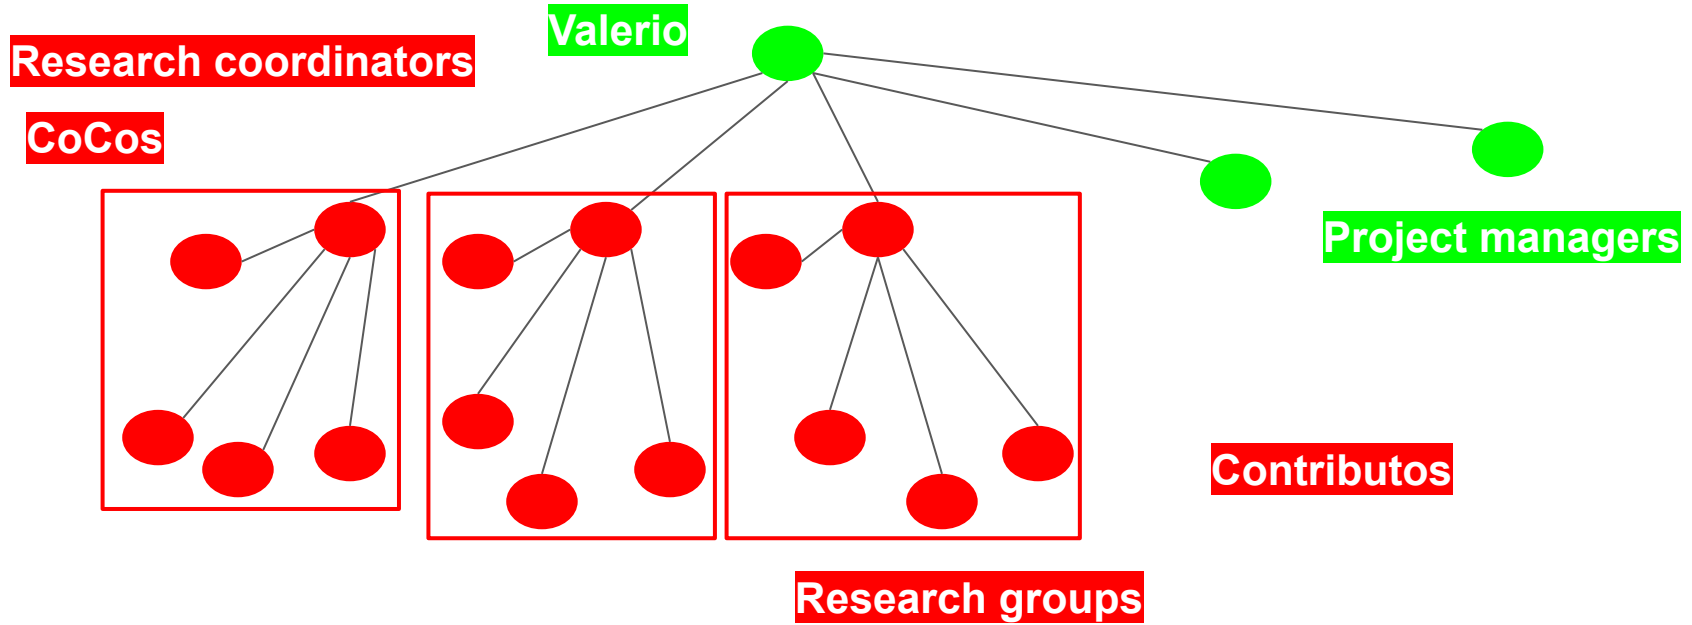 Valerio
Research coordinators
CoCos
Project managers
Contributos
Research groups